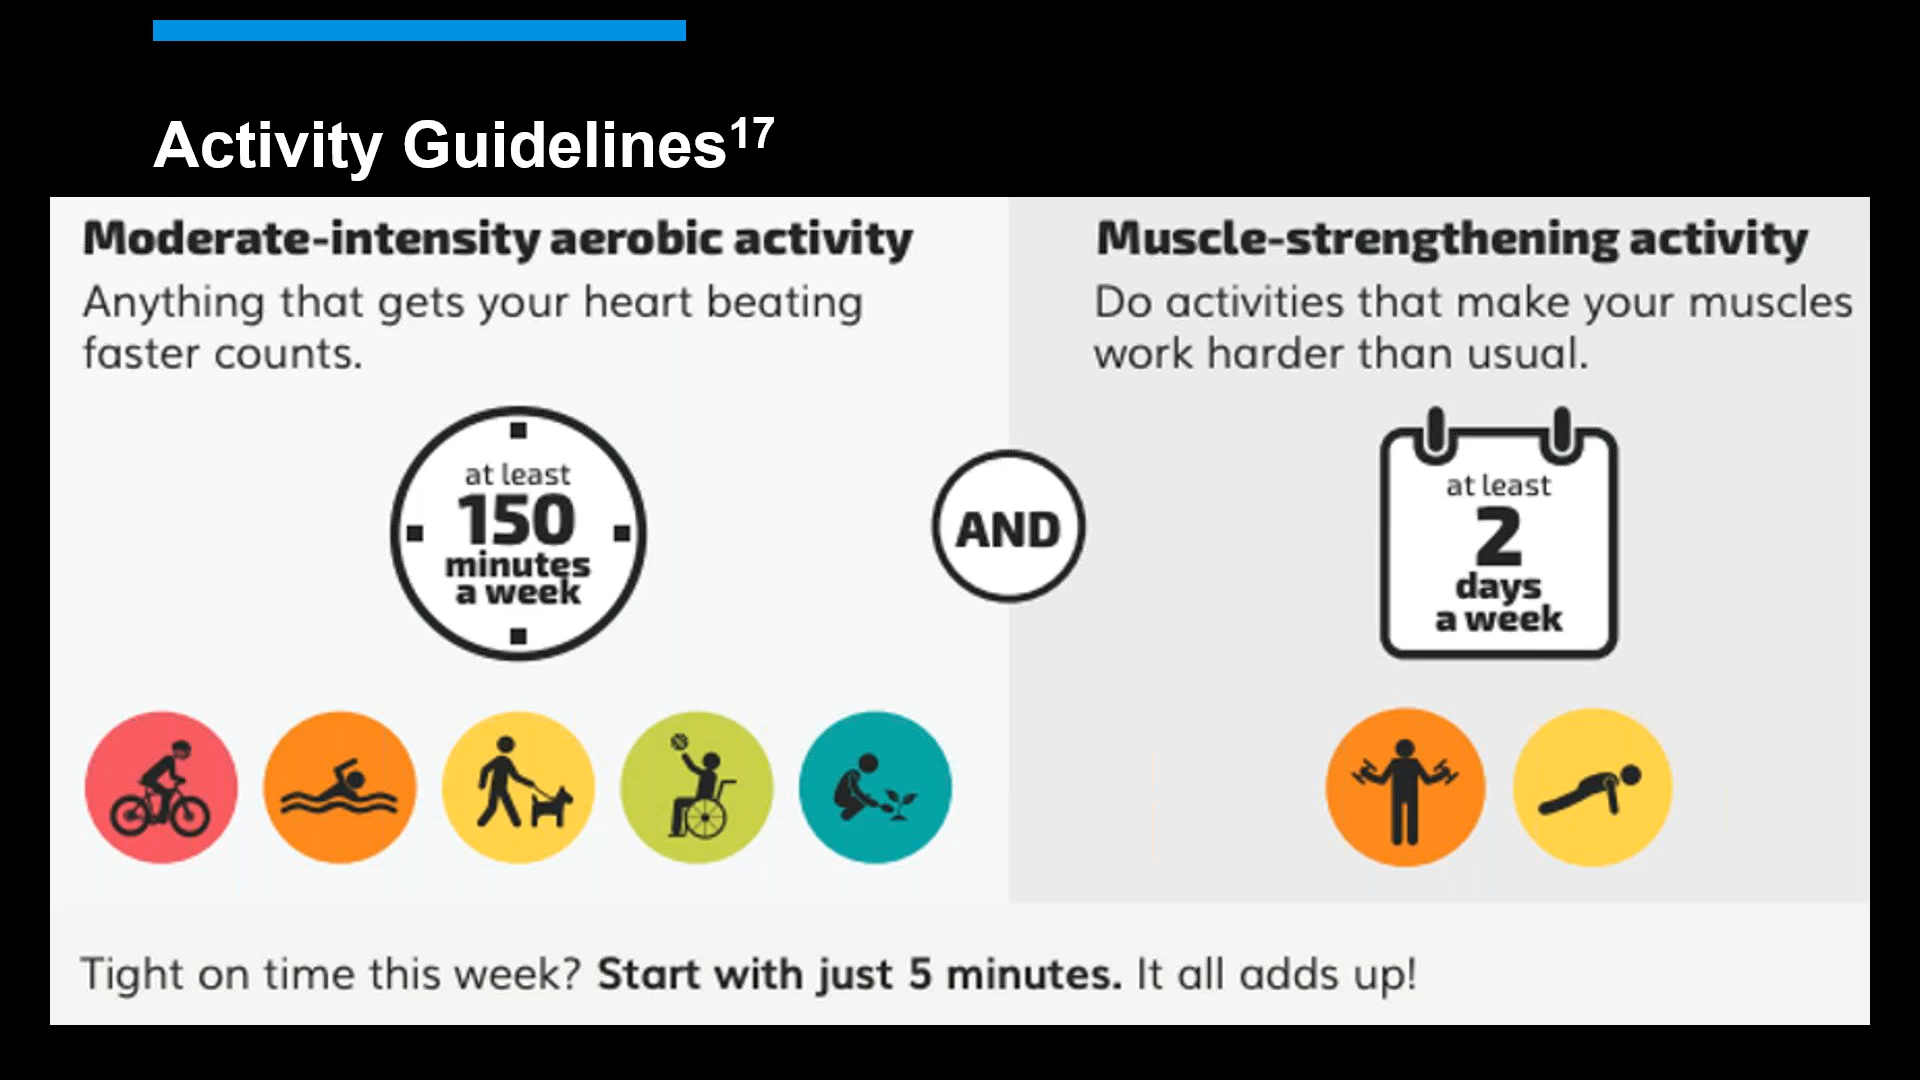 Activity Guidelines17
Moderate-intensity aerobic activity
Anything that gets your heart beating
faster counts.
at least
150
minutes
a week
AND
Muscle-strengthening activity
Do activities that make your muscles
work harder than usual.
at least
2
days
a week
Tight on time this week? Start with just 5 minutes. It all adds up!